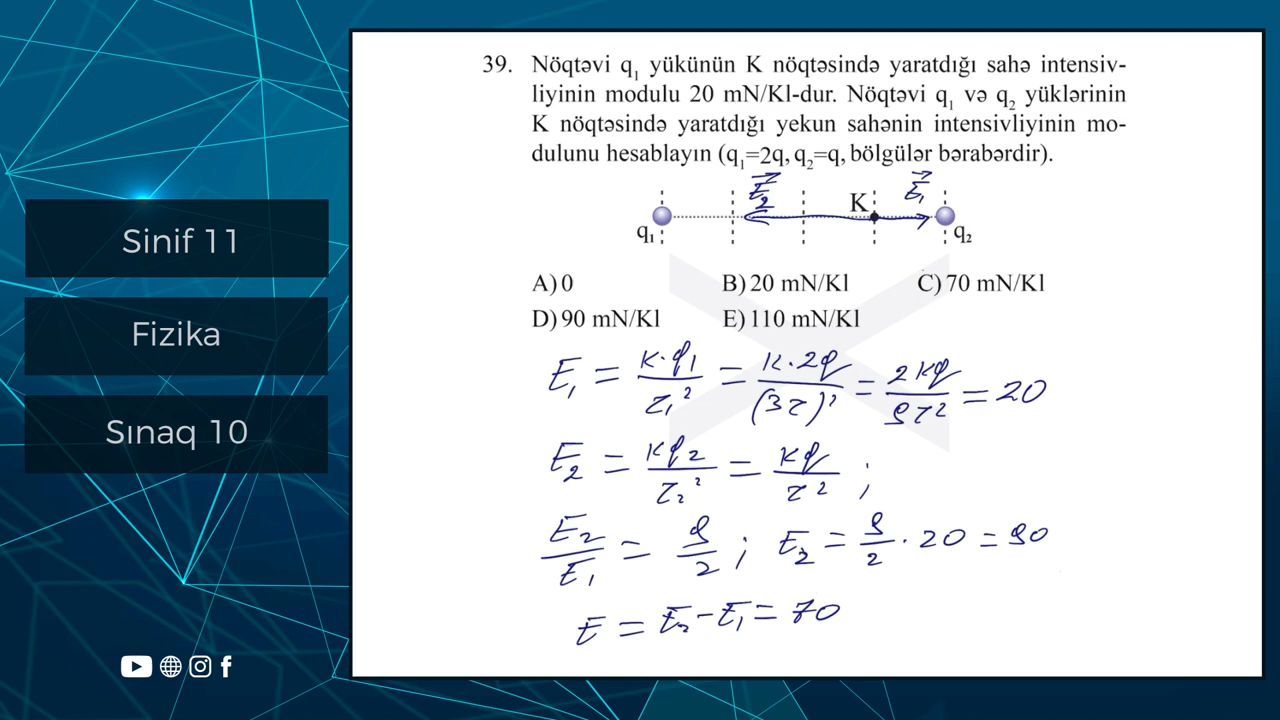 Sinif 11
Fizika
Sınaq 10
39. Nöqtəvi q₁ yükünün K nöqtəsində yaratdığı sahə intensiv-
liyinin modulu 20 mN/Kl-dur. Nöqtəvi q₁ və q₂ yüklərinin
K nöqtəsində yaratdığı yekun sahənin intensivliyinin mo-
dulunu hesablayın (q₁=2q, q₂=q, bölgülər bərabərdir).
E₂ K E₁
q₁ q₂
A) 0 B) 20 mN/Kl C) 70 mN/Kl
D) 90 mN/Kl E) 110 mN/Kl
E₁ = K·q₁/r₁² = K·2q/(3r)² = 2Kq/9r² = 20
E₂ = Kq₂/r₂² = Kq/r² ;
E₂/E₁ = 9/2 ; E₂ = 9/2 · 20 = 90
E = E₂ - E₁ = 70